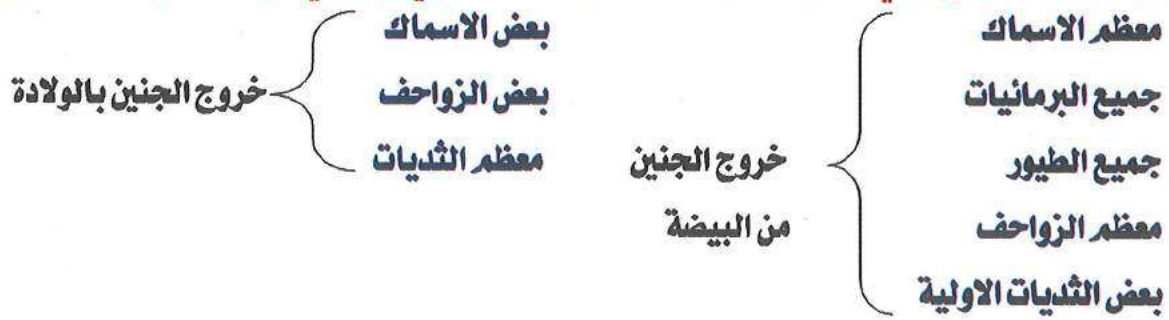 معظم الاسماك
جميع البرمائيات
جميع الطيور
معظم الزواحف
بعض الثديات الاولية
خروج الجنين
من البيضة
بعض الاسماك
بعض الزواحف
معظم الثديات
خروج الجنين بالولادة